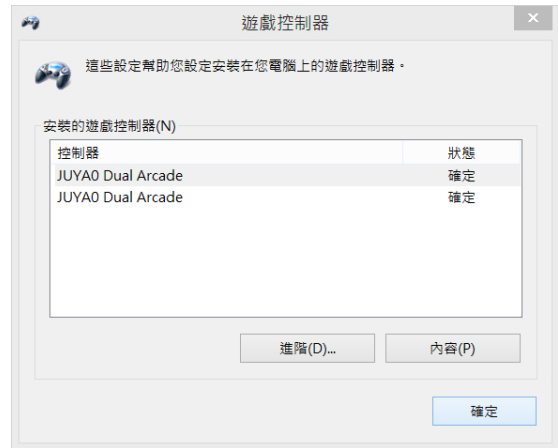 遊戲控制器
這些設定幫助您設定安裝在您電腦上的遊戲控制器。
安裝的遊戲控制器(N)
控制器 狀態
JUYA0 Dual Arcade 確定
JUYA0 Dual Arcade 確定
進階(D)... 內容(P)
確定